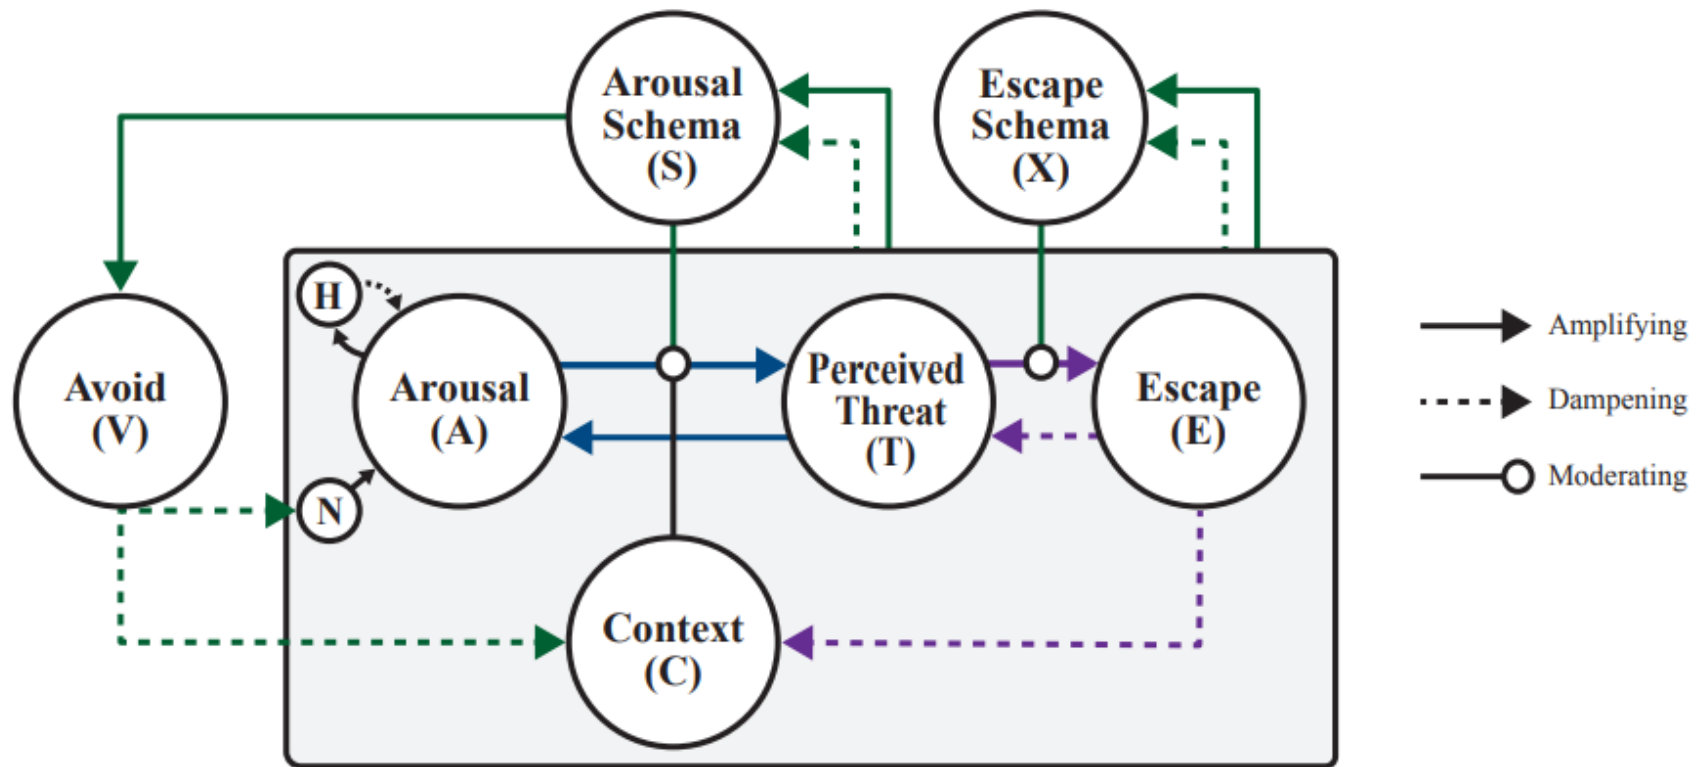 Arousal
Schema
(S)
Escape
Schema
(X)
H
Avoid
(V)
Arousal
(A)
Perceived
Threat
(T)
Escape
(E)
N
Context
(C)
Amplifying
Dampening
Moderating